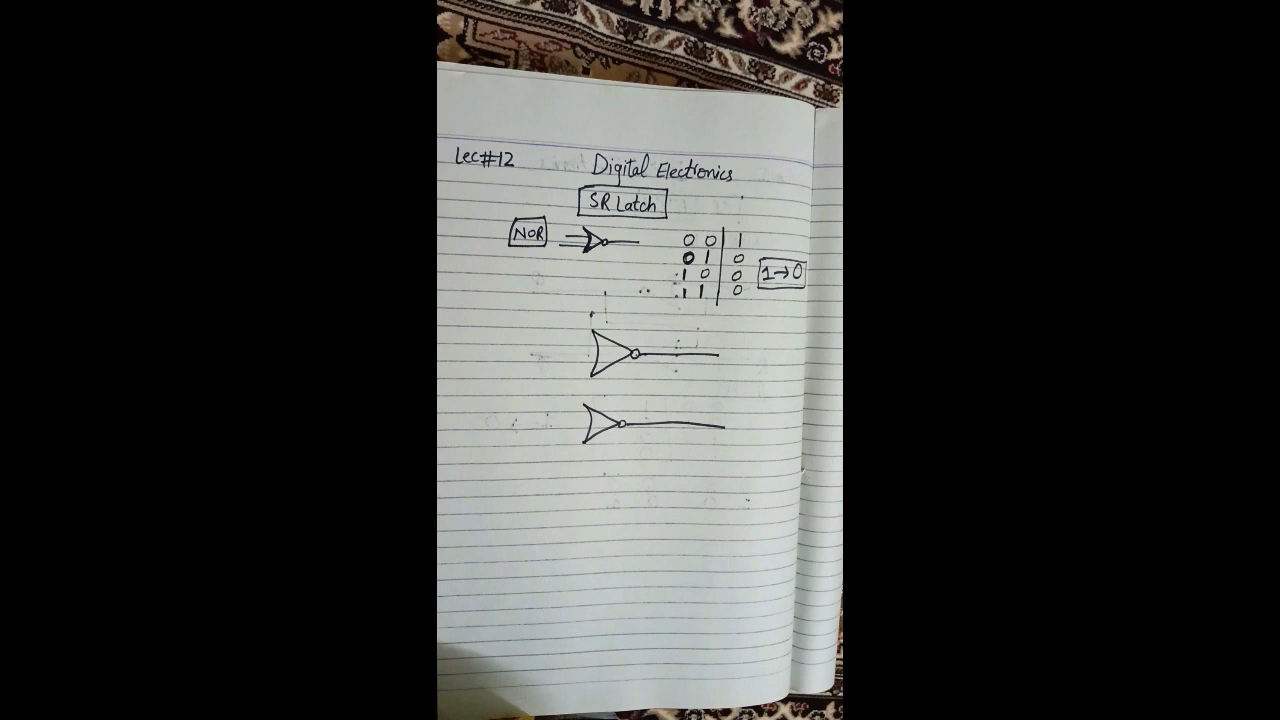 Lec#12 Digital Electronics
SR Latch
NOR
0 0 | 1
0 1 | 0
1 0 | 0
1 1 | 0
1→0